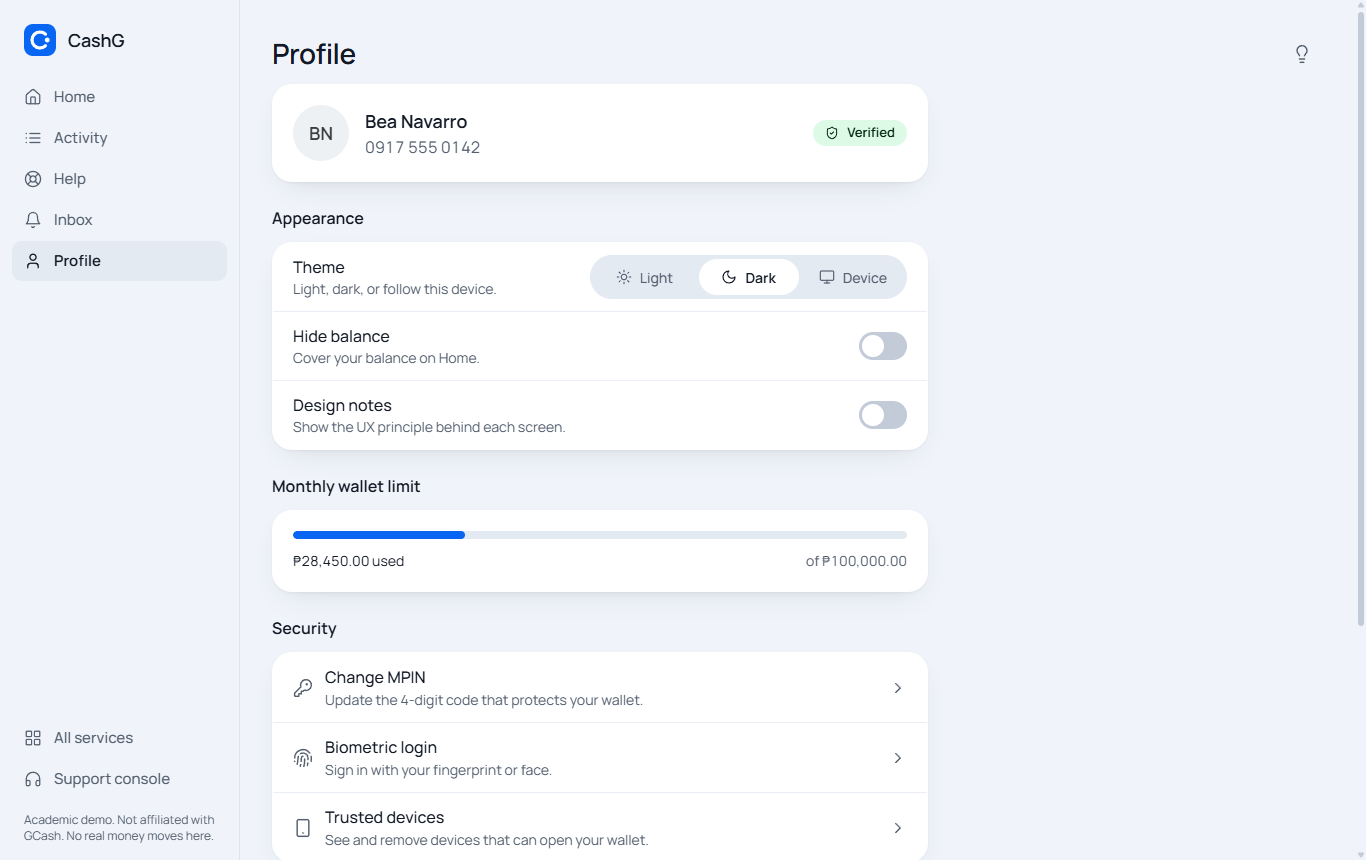 CashG
Home
Activity
Help
Inbox
Profile
All services
Support console
Academic demo. Not affiliated with
GCash. No real money moves here.
Profile
BN
Bea Navarro
0917 555 0142
Verified
Appearance
Theme
Light, dark, or follow this device.
Light
Dark
Device
Hide balance
Cover your balance on Home.
Design notes
Show the UX principle behind each screen.
Monthly wallet limit
₱28,450.00 used
of ₱100,000.00
Security
Change MPIN
Update the 4-digit code that protects your wallet.
Biometric login
Sign in with your fingerprint or face.
Trusted devices
See and remove devices that can open your wallet.